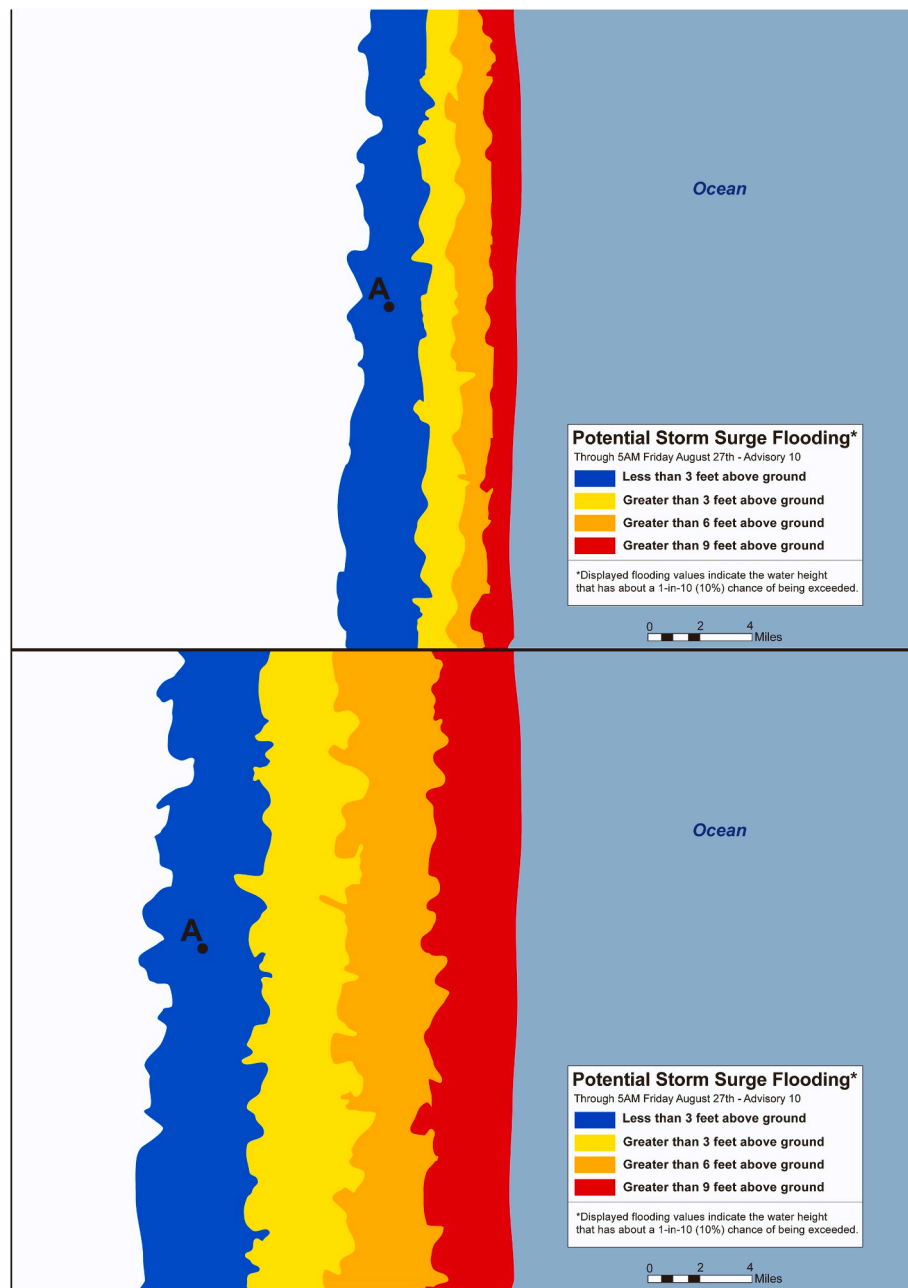 Ocean
A
Potential Storm Surge Flooding*
Through 5AM Friday August 27th - Advisory 10
Less than 3 feet above ground
Greater than 3 feet above ground
Greater than 6 feet above ground
Greater than 9 feet above ground
*Displayed flooding values indicate the water height
that has about a 1-in-10 (10%) chance of being exceeded.
0 2 4
Miles
Ocean
A
Potential Storm Surge Flooding*
Through 5AM Friday August 27th - Advisory 10
Less than 3 feet above ground
Greater than 3 feet above ground
Greater than 6 feet above ground
Greater than 9 feet above ground
*Displayed flooding values indicate the water height
that has about a 1-in-10 (10%) chance of being exceeded.
0 2 4
Miles